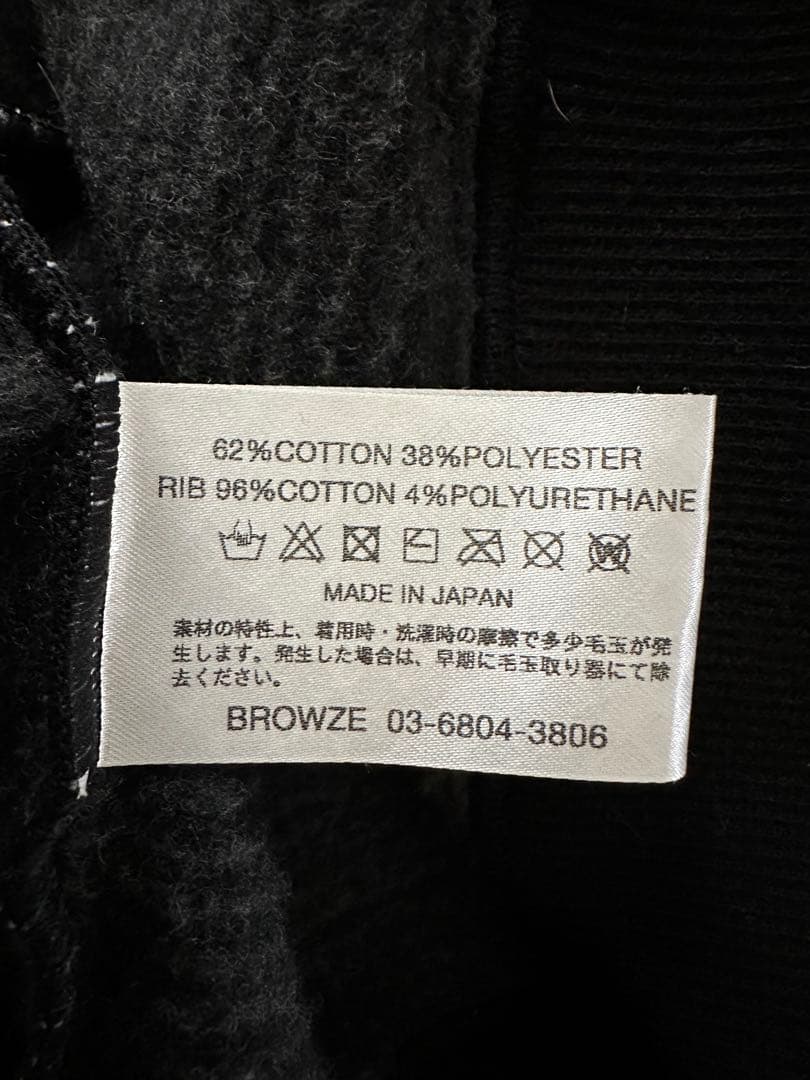 62%COTTON 38%POLYESTER
RIB 96%COTTON 4%POLYURETHANE
MADE IN JAPAN
素材の特性上、着用時・洗濯時の摩擦で多少毛玉が発
生します。発生した場合は、早期に毛玉取り器にて除
去ください。
BROWZE 03-6804-3806